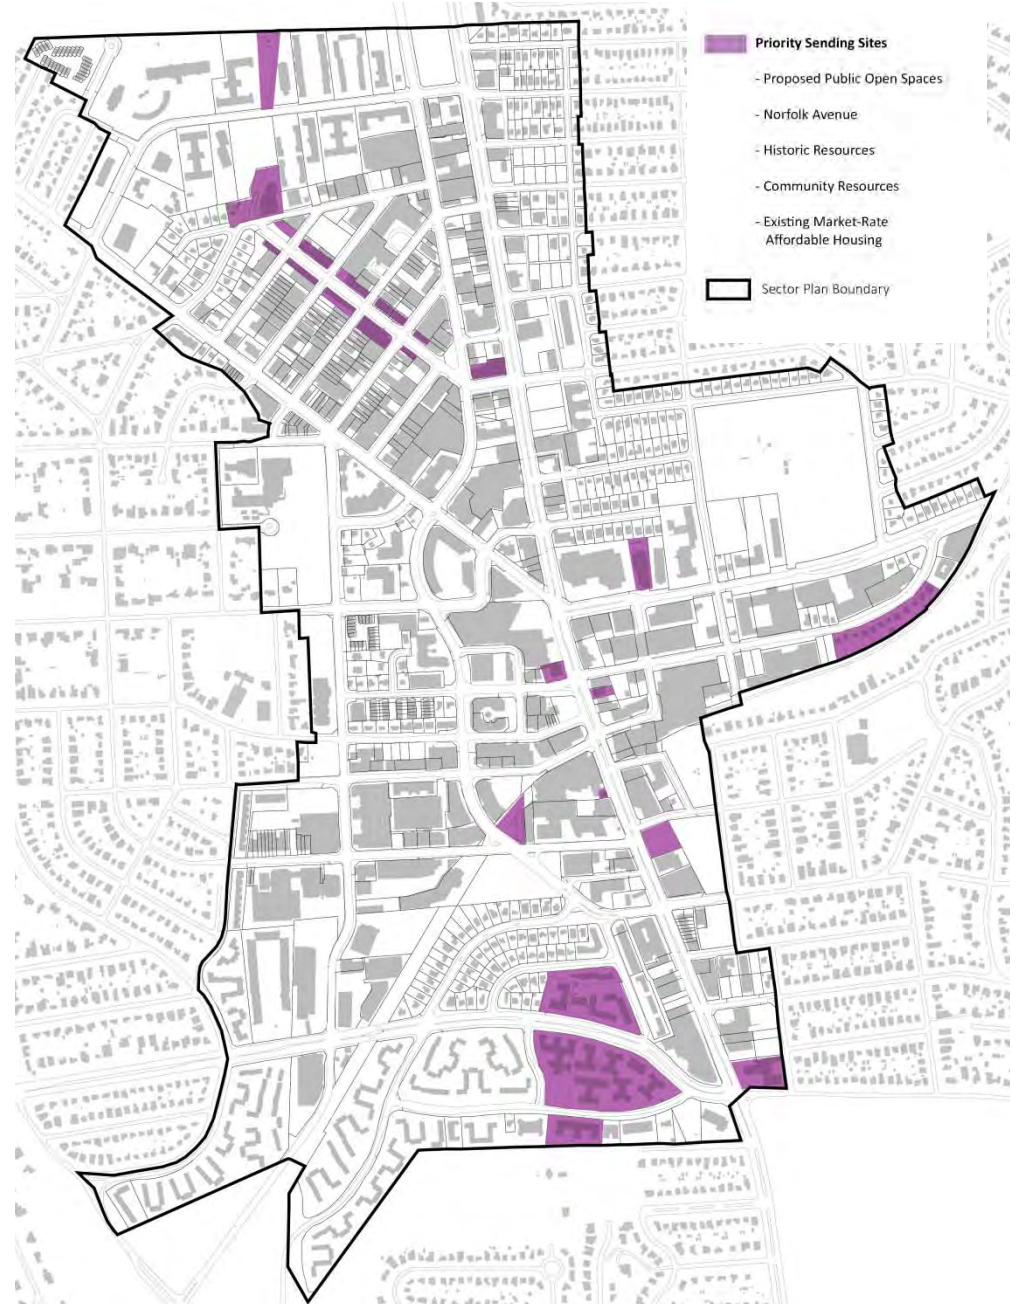 Priority Sending Sites
- Proposed Public Open Spaces
- Norfolk Avenue
- Historic Resources
- Community Resources
- Existing Market-Rate
Affordable Housing
Sector Plan Boundary